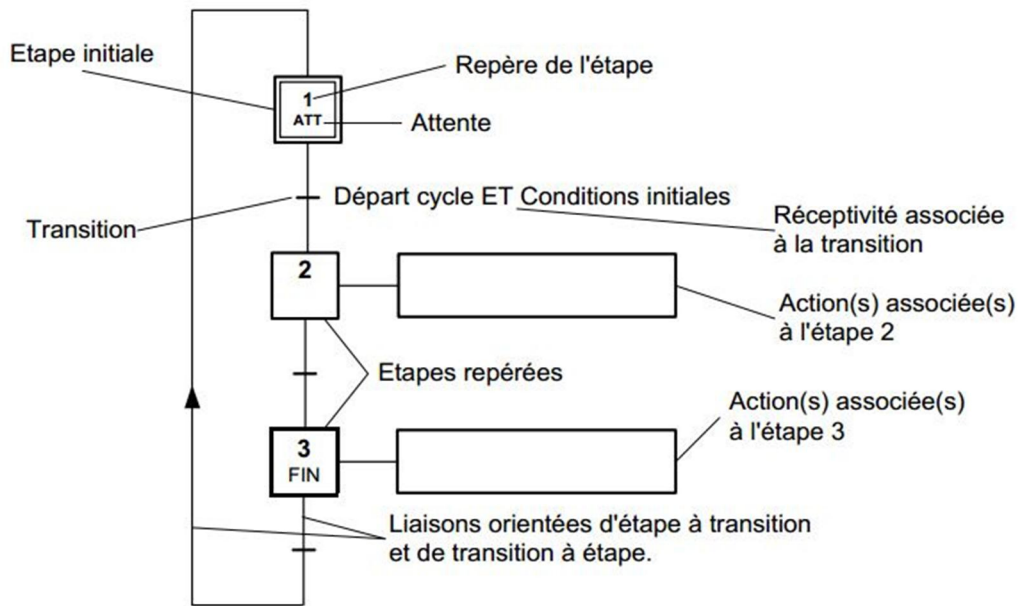 Etape initiale
Repère de l'étape
1
ATT
Attente
Départ cycle ET Conditions initiales
Transition
Réceptivité associée
à la transition
2
Action(s) associée(s)
à l'étape 2
Etapes repérées
Action(s) associée(s)
à l'étape 3
3
FIN
Liaisons orientées d'étape à transition
et de transition à étape.